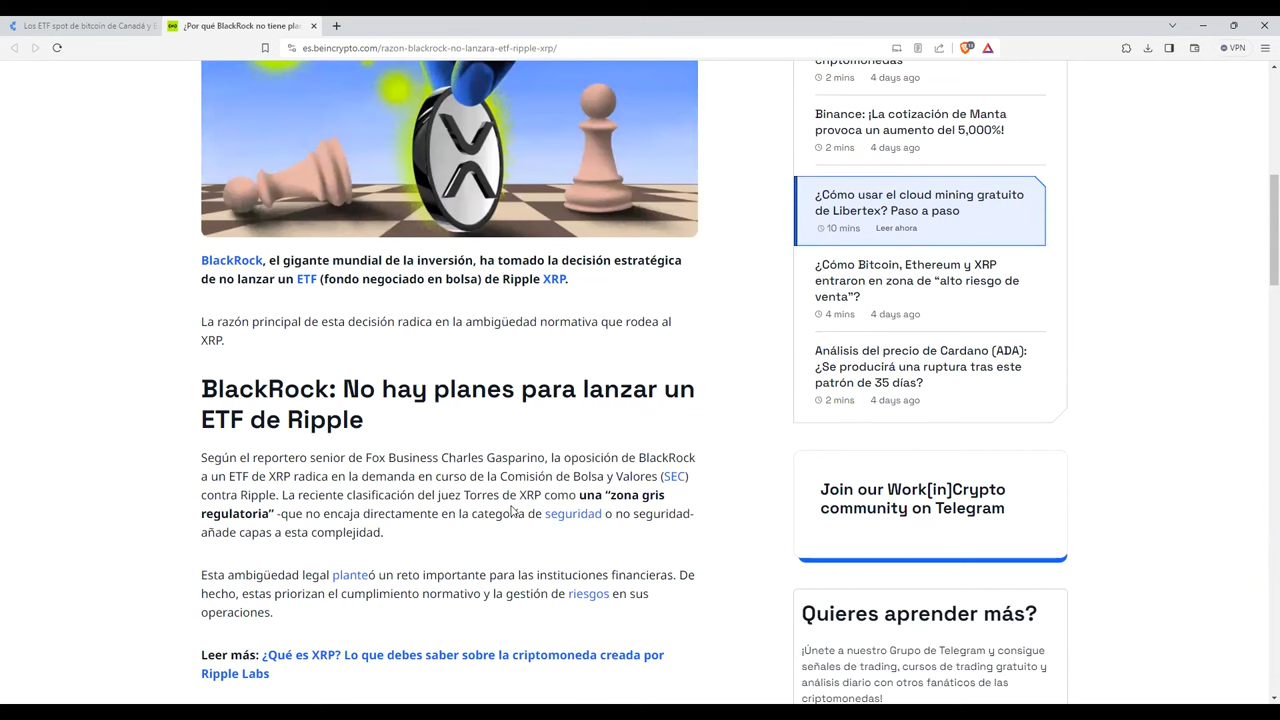 Los ETF spot de bitcoin de Canadá y E
¿Por qué BlackRock no tiene plan
es.beincrypto.com/razon-blackrock-no-lanzara-etf-ripple-xrp/
VPN
BlackRock, el gigante mundial de la inversión, ha tomado la decisión estratégica
de no lanzar un ETF (fondo negociado en bolsa) de Ripple XRP.
La razón principal de esta decisión radica en la ambigüedad normativa que rodea al
XRP.
BlackRock: No hay planes para lanzar un
ETF de Ripple
Según el reportero senior de Fox Business Charles Gasparino, la oposición de BlackRock
a un ETF de XRP radica en la demanda en curso de la Comisión de Bolsa y Valores (SEC)
contra Ripple. La reciente clasificación del juez Torres de XRP como una “zona gris
regulatoria” -que no encaja directamente en la categoría de seguridad o no seguridad-
añade capas a esta complejidad.
Esta ambigüedad legal planteó un reto importante para las instituciones financieras. De
hecho, estas priorizan el cumplimiento normativo y la gestión de riesgos en sus
operaciones.
Leer más: ¿Qué es XRP? Lo que debes saber sobre la criptomoneda creada por
Ripple Labs
criptomonedas
2 mins 4 days ago
Binance: ¡La cotización de Manta
provoca un aumento del 5,000%!
2 mins 4 days ago
¿Cómo usar el cloud mining gratuito
de Libertex? Paso a paso
10 mins Leer ahora
¿Cómo Bitcoin, Ethereum y XRP
entraron en zona de “alto riesgo de
venta”?
4 mins 4 days ago
Análisis del precio de Cardano (ADA):
¿Se producirá una ruptura tras este
patrón de 35 días?
2 mins 4 days ago
Join our Work[in]Crypto
community on Telegram
Quieres aprender más?
¡Únete a nuestro Grupo de Telegram y consigue
señales de trading, cursos de trading gratuito y
análisis diario con otros fanáticos de las
criptomonedas!